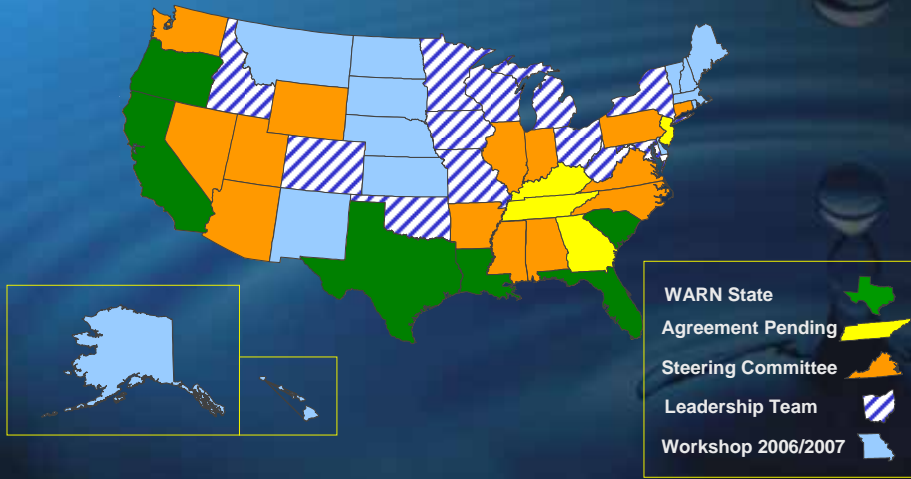 WARN State
Agreement Pending
Steering Committee
Leadership Team
Workshop 2006/2007